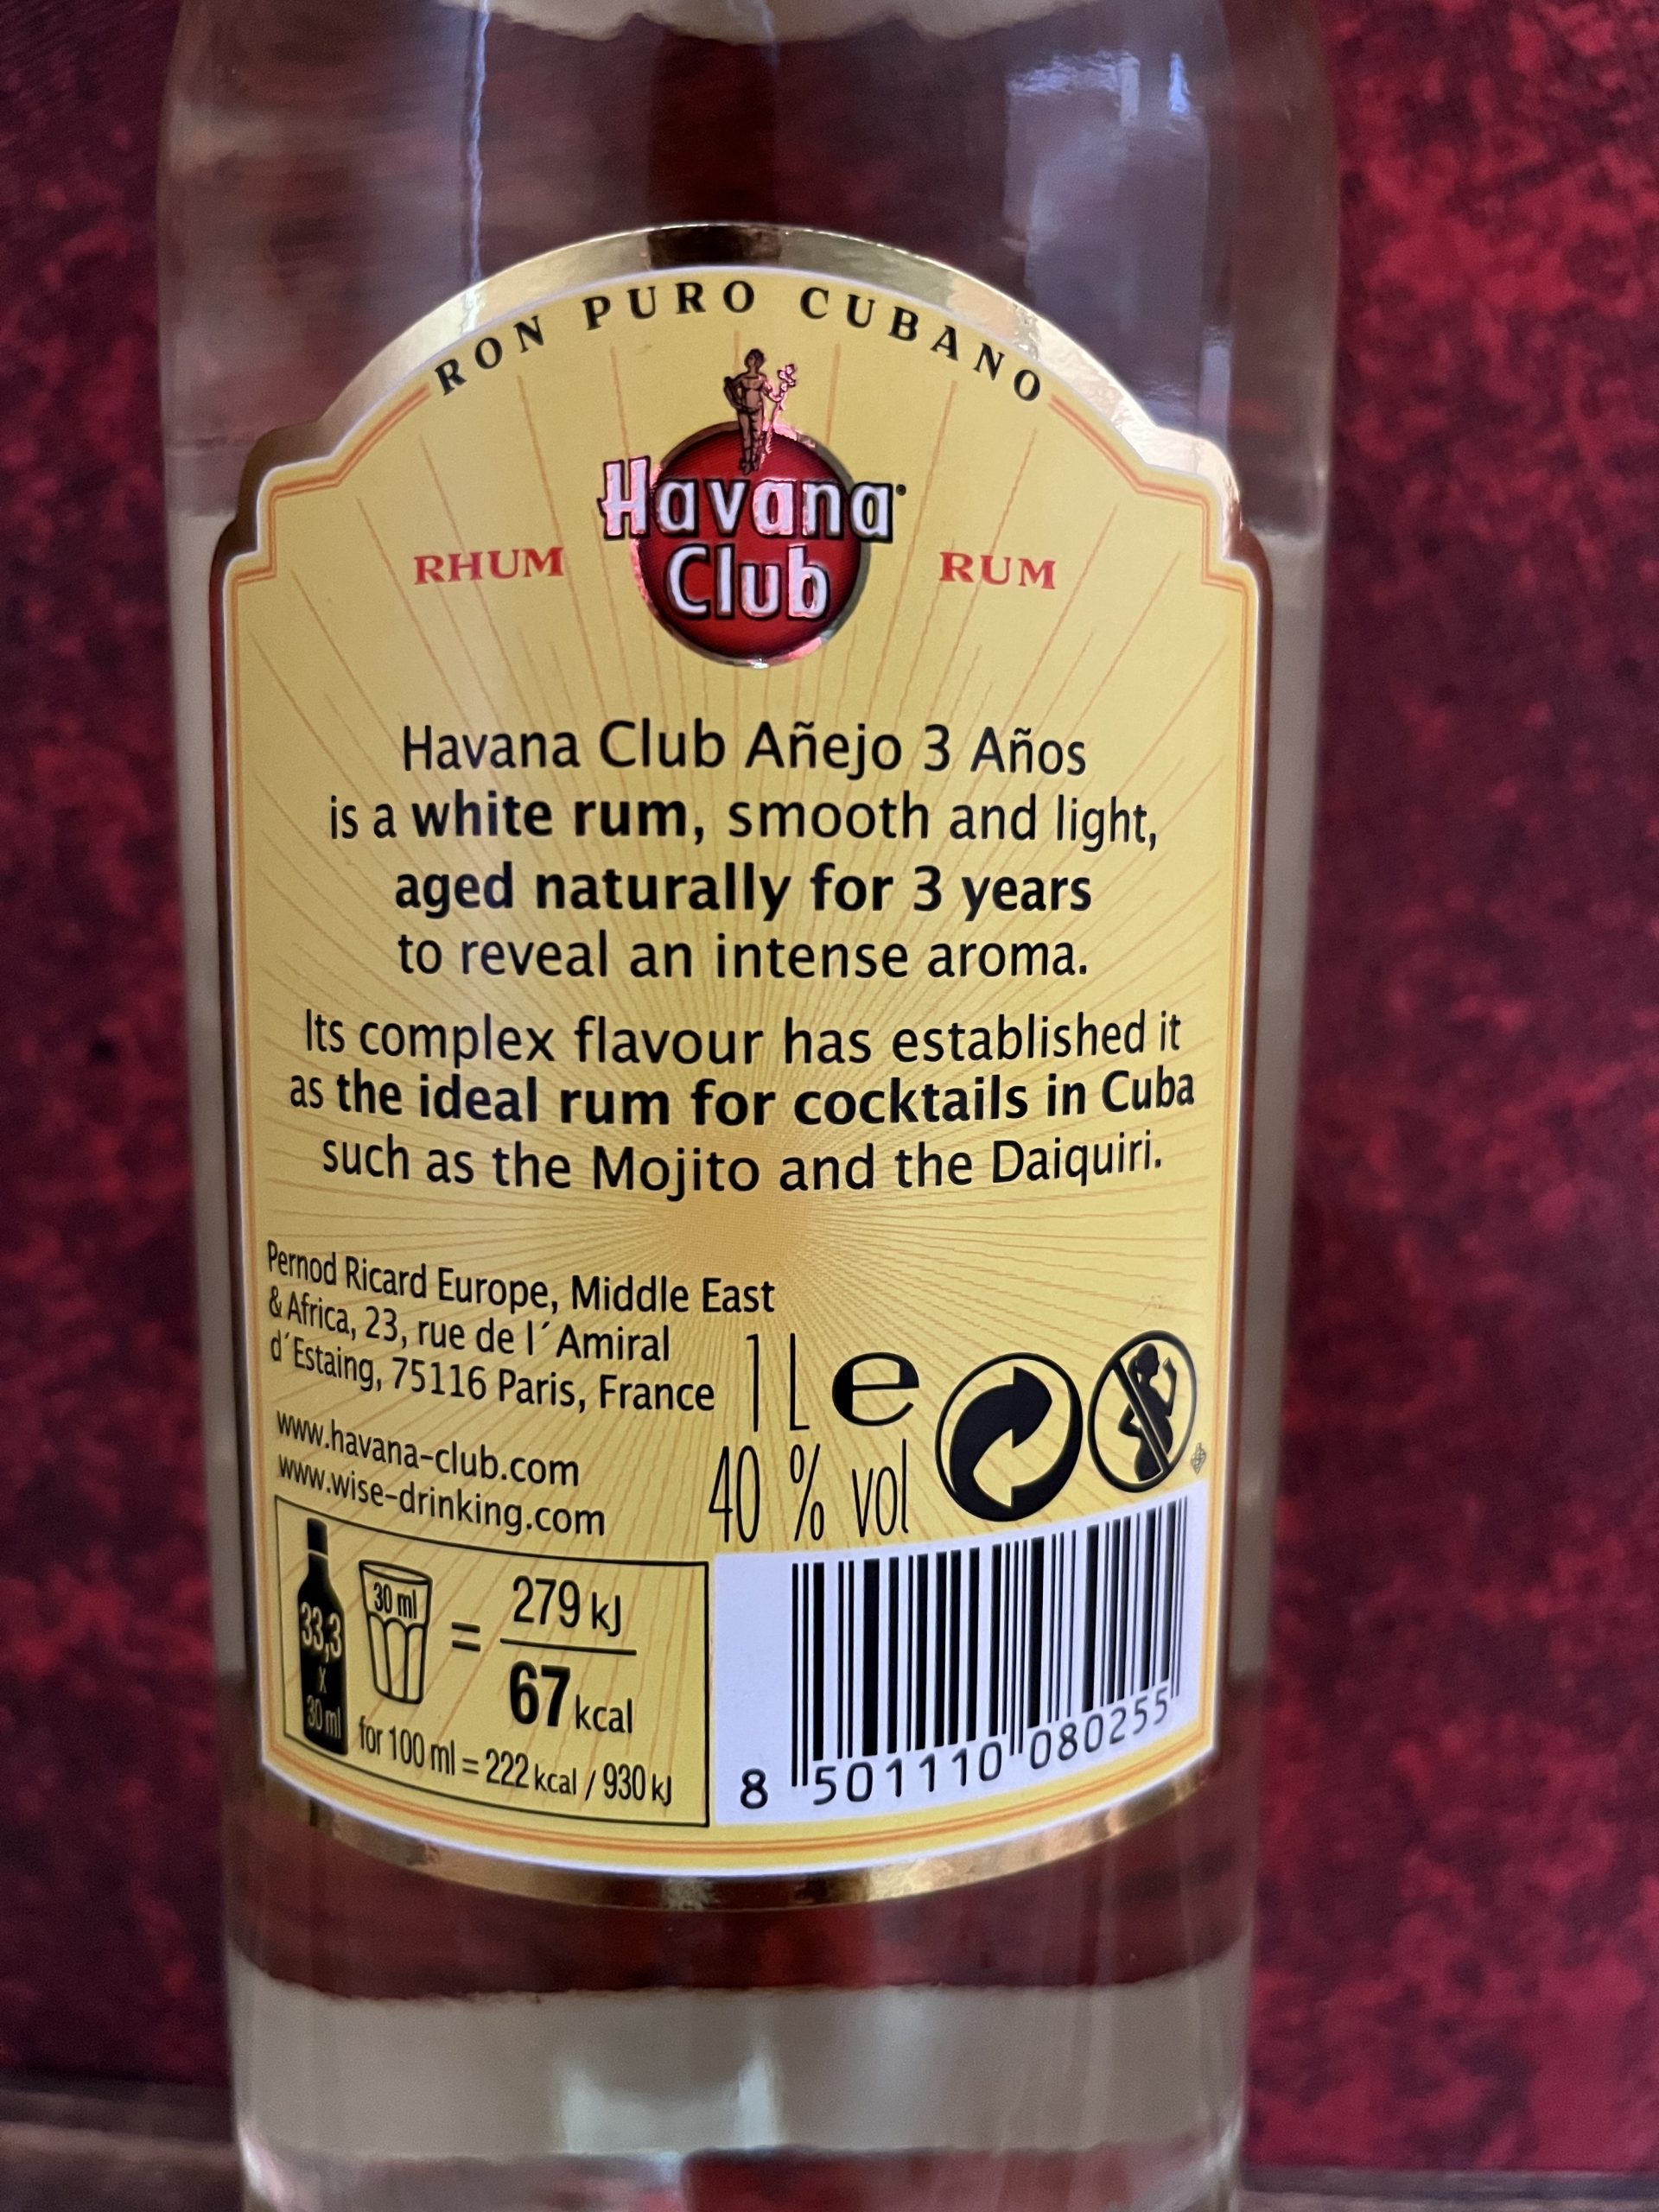 RON PURO CUBANO
Havana
Club
RHUM
RUM
Havana Club Añejo 3 Años
is a white rum, smooth and light,
aged naturally for 3 years
to reveal an intense aroma.
Its complex flavour has established it
as the ideal rum for cocktails in Cuba
such as the Mojito and the Daiquiri.
Pernod Ricard Europe, Middle East
& Africa, 23, rue de l´Amiral
d´Estaing, 75116 Paris, France
www.havana-club.com
www.wise-drinking.com
1 L e
40 % vol
33,3
x
30 ml
30 ml
=
279 kJ
67 kcal
for 100 ml = 222 kcal / 930 kJ
8 501110 080255